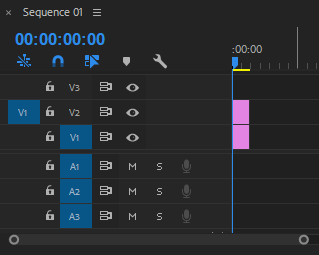 × Sequence 01 ≡
00:00:00:00
:00:00
V3
V1 V2
V1
A1 M S
A2 M S
A3 M S